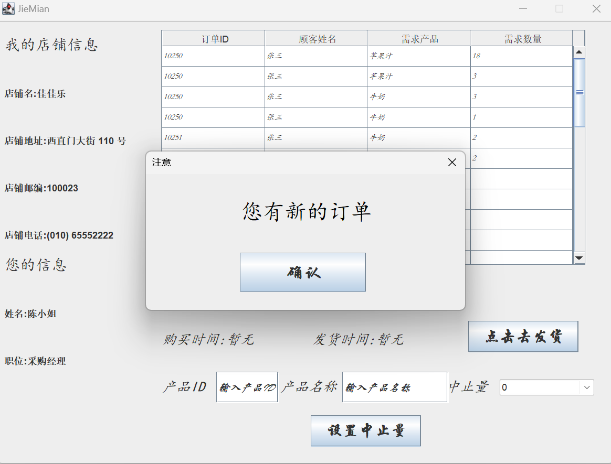 JieMian
我的店铺信息
店铺名:佳佳乐
店铺地址:西直门大街 110 号
店铺邮编:100023
店铺电话:(010) 65552222
您的信息
姓名:陈小姐
职位:采购经理
订单ID 顾客姓名 需求产品 需求数量
10250 张三 苹果汁 18
10250 张三 苹果汁 3
10250 张三 牛奶 3
10250 张三 牛奶 1
10251 张三 牛奶 2
2
注意
您有新的订单
确认
购买时间:暂无 发货时间:暂无 点击去发货
产品ID 输入产品ID 产品名称 输入产品名称 中止量 0
设置中止量